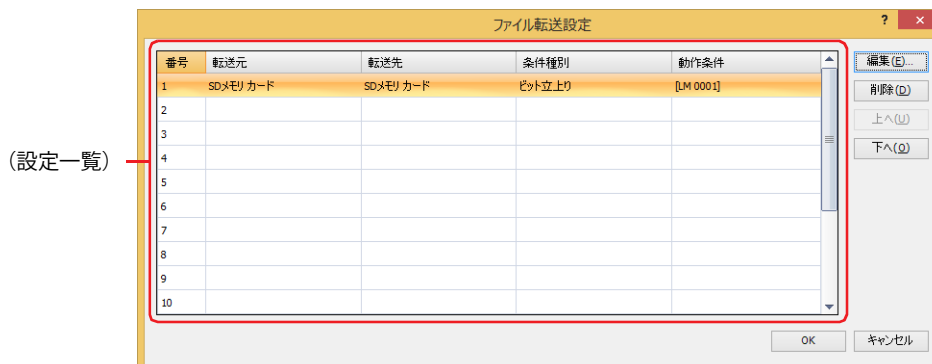 ファイル転送設定 ? ×
番号 転送元 転送先 条件種別 動作条件
1 SDメモリ カード SDメモリ カード ビット立上り [LM 0001]
2
3
4
5
6
7
8
9
10
(設定一覧)
編集(E)...
削除(D)
上へ(U)
下へ(O)
OK キャンセル